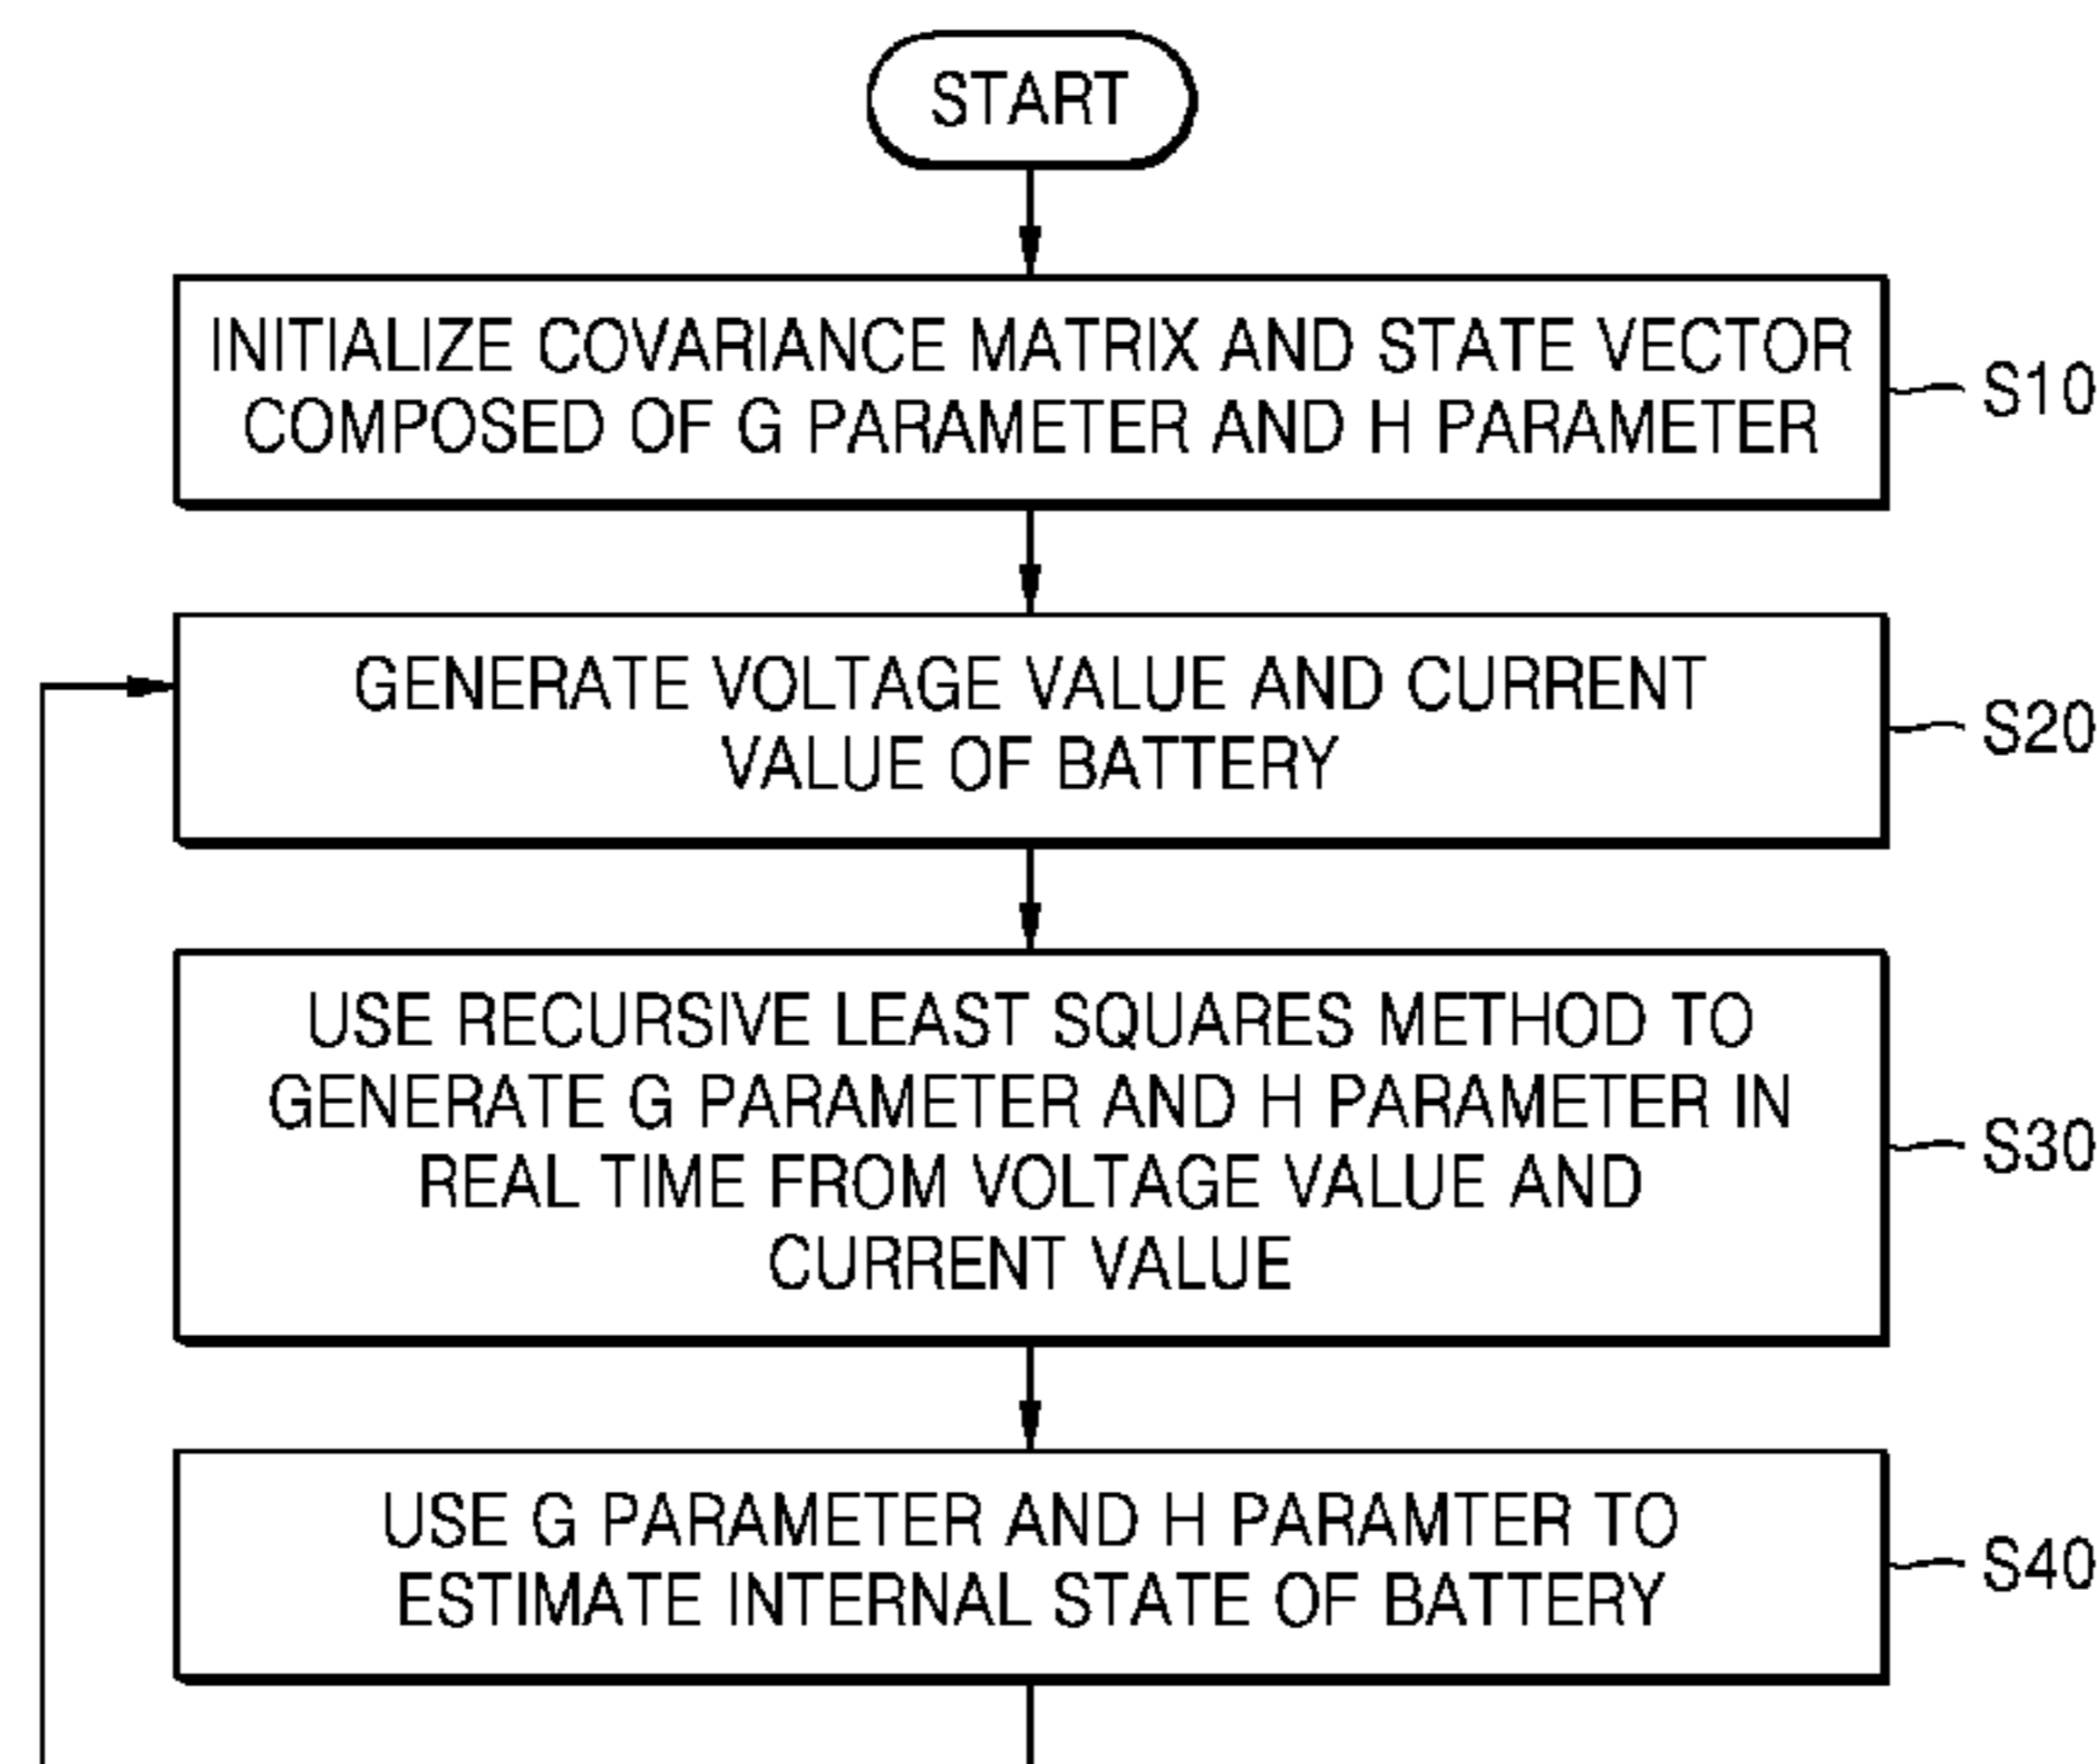 START
INITIALIZE COVARIANCE MATRIX AND STATE VECTOR
COMPOSED OF G PARAMETER AND H PARAMETER
S10
GENERATE VOLTAGE VALUE AND CURRENT
VALUE OF BATTERY
S20
USE RECURSIVE LEAST SQUARES METHOD TO
GENERATE G PARAMETER AND H PARAMETER IN
REAL TIME FROM VOLTAGE VALUE AND
CURRENT VALUE
S30
USE G PARAMETER AND H PARAMTER TO
ESTIMATE INTERNAL STATE OF BATTERY
S40